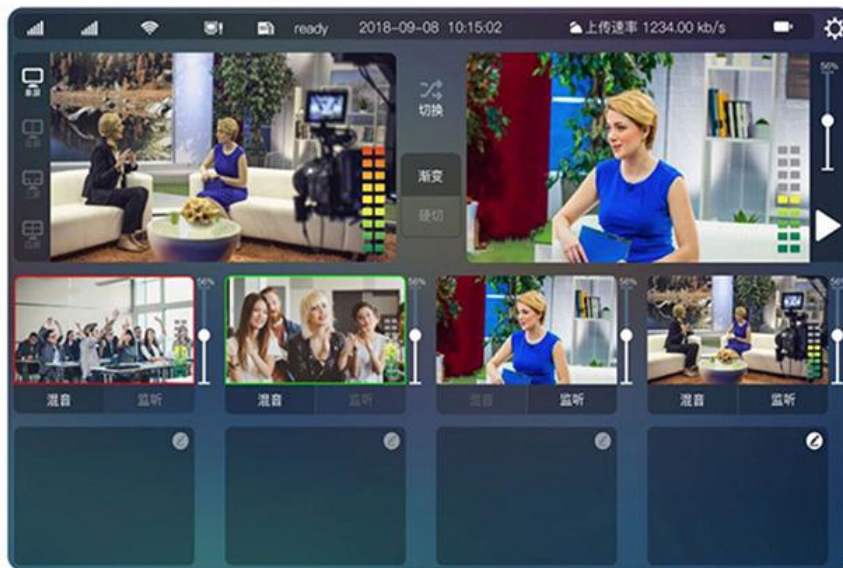 ready 2018-09-08 10:15:02 上传速率 1234.00 kb/s
单屏
切换
56%
渐变
硬切
56% 56% 56% 56%
混音 监听 混音 监听 混音 监听 混音 监听